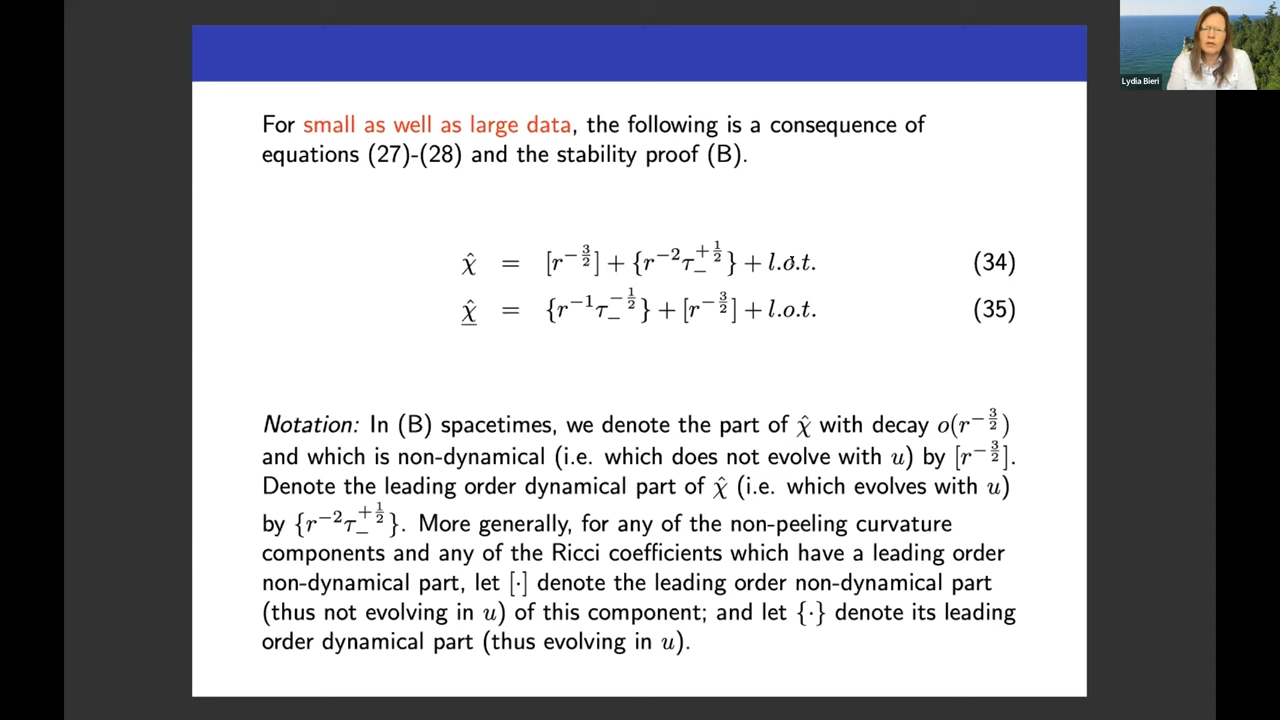 Lydia Bieri
For small as well as large data, the following is a consequence of
equations (27)-(28) and the stability proof (B).
χ̂ = [r^{-3/2}] + {r^{-2}τ_-^{+1/2}} + l.o.t. (34)
χ̲̂ = {r^{-1}τ_-^{-1/2}} + [r^{-3/2}] + l.o.t. (35)
Notation: In (B) spacetimes, we denote the part of χ̂ with decay o(r^{-3/2})
and which is non-dynamical (i.e. which does not evolve with u) by [r^{-3/2}].
Denote the leading order dynamical part of χ̂ (i.e. which evolves with u)
by {r^{-2}τ_-^{+1/2}}. More generally, for any of the non-peeling curvature
components and any of the Ricci coefficients which have a leading order
non-dynamical part, let [·] denote the leading order non-dynamical part
(thus not evolving in u) of this component; and let {·} denote its leading
order dynamical part (thus evolving in u).